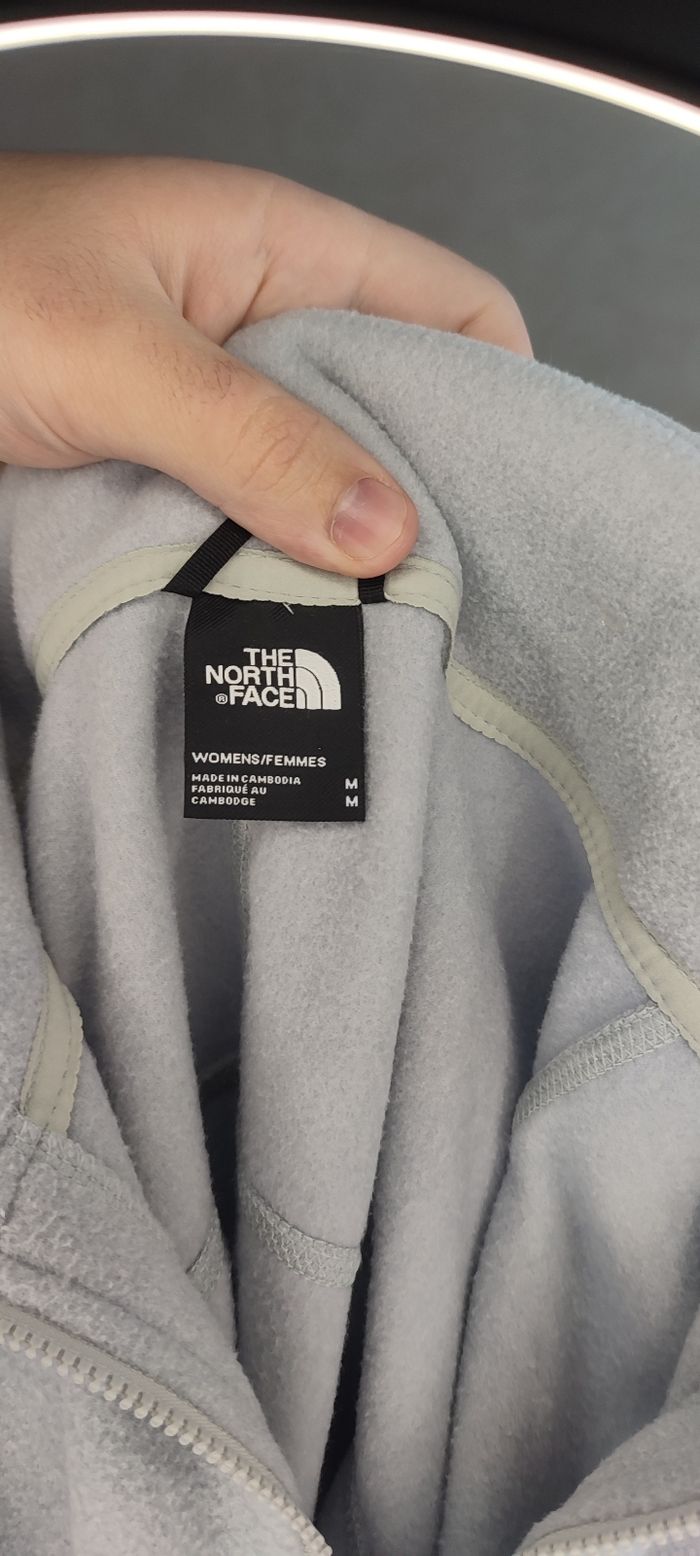 THE
NORTH
® FACE
WOMENS/FEMMES
MADE IN CAMBODIA M
FABRIQUÉ AU
CAMBODGE M